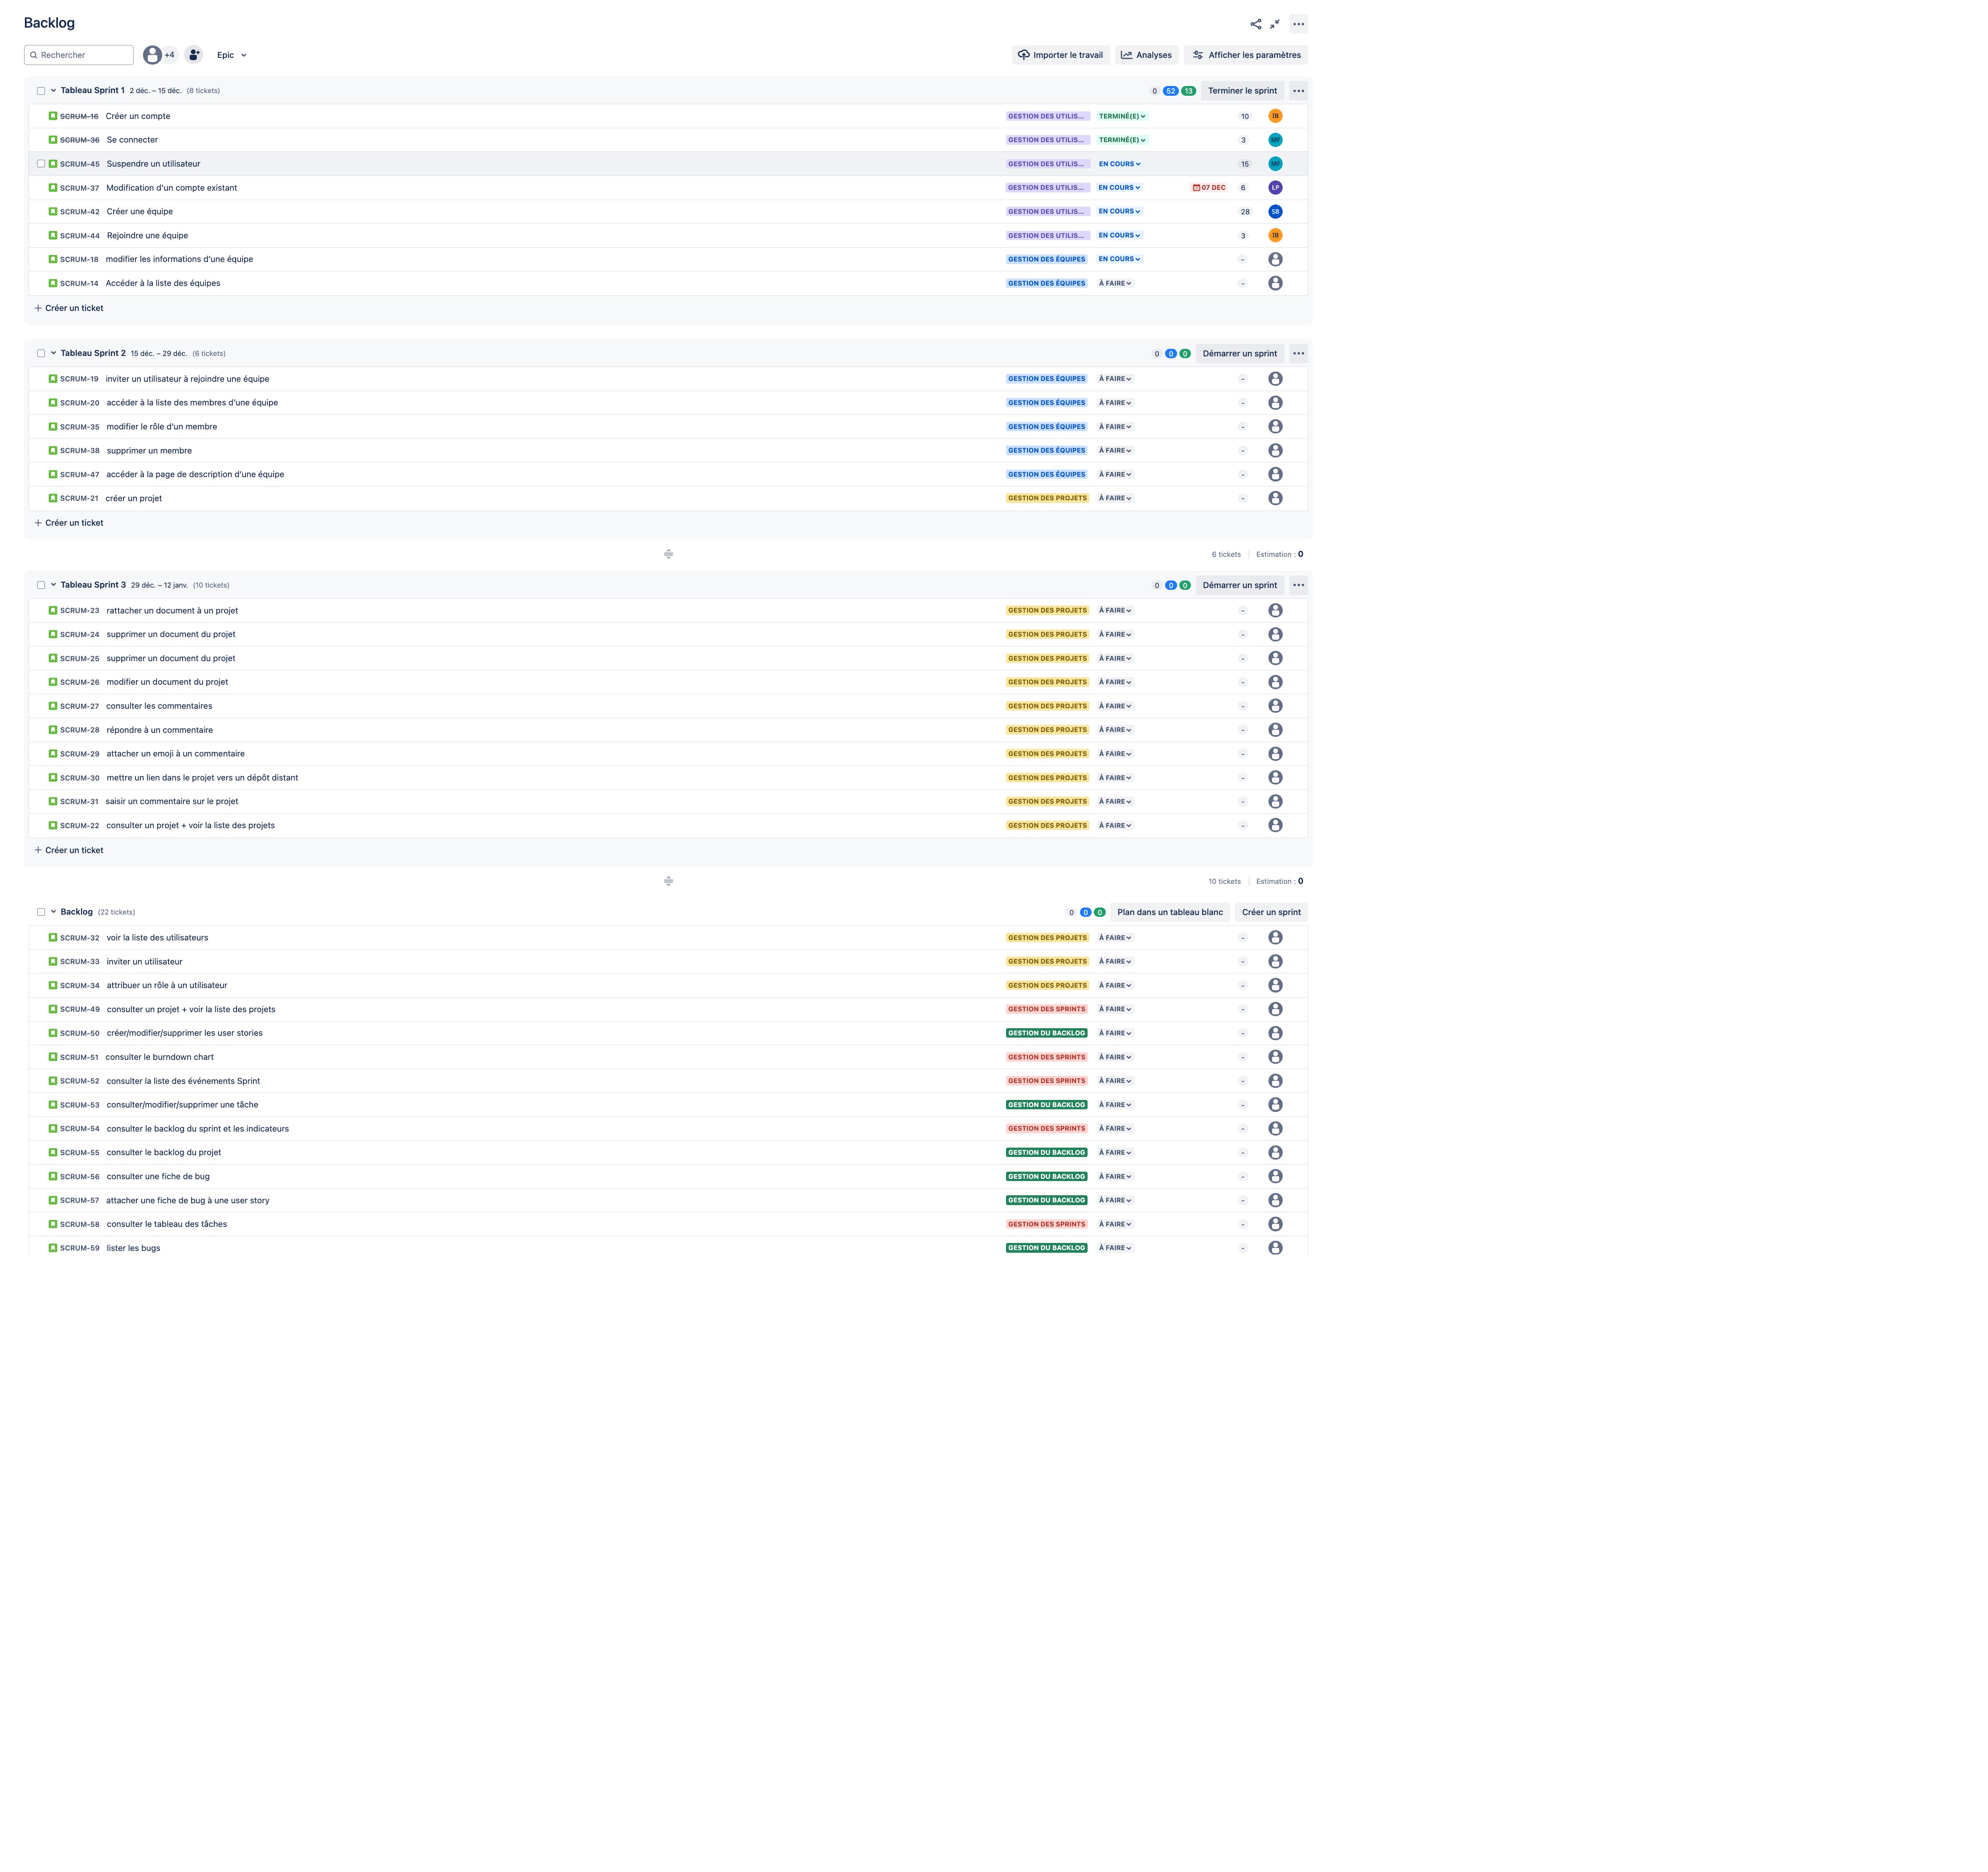 Backlog
Rechercher +4 Epic Importer le travail Analyses Afficher les paramètres
Tableau Sprint 1 2 déc. – 15 déc. (8 tickets) 0 52 13 Terminer le sprint
SCRUM-16 Créer un compte GESTION DES UTILIS... TERMINÉ(E) 10 IB
SCRUM-36 Se connecter GESTION DES UTILIS... TERMINÉ(E) 3 MF
SCRUM-45 Suspendre un utilisateur GESTION DES UTILIS... EN COURS 15 MF
SCRUM-37 Modification d'un compte existant GESTION DES UTILIS... EN COURS 07 DEC 6 LP
SCRUM-42 Créer une équipe GESTION DES UTILIS... EN COURS 28 SB
SCRUM-44 Rejoindre une équipe GESTION DES UTILIS... EN COURS 3 IB
SCRUM-18 modifier les informations d'une équipe GESTION DES ÉQUIPES EN COURS -
SCRUM-14 Accéder à la liste des équipes GESTION DES ÉQUIPES À FAIRE -
+ Créer un ticket
Tableau Sprint 2 15 déc. – 29 déc. (6 tickets) 0 0 0 Démarrer un sprint
SCRUM-19 inviter un utilisateur à rejoindre une équipe GESTION DES ÉQUIPES À FAIRE -
SCRUM-20 accéder à la liste des membres d'une équipe GESTION DES ÉQUIPES À FAIRE -
SCRUM-35 modifier le rôle d'un membre GESTION DES ÉQUIPES À FAIRE -
SCRUM-38 supprimer un membre GESTION DES ÉQUIPES À FAIRE -
SCRUM-47 accéder à la page de description d'une équipe GESTION DES ÉQUIPES À FAIRE -
SCRUM-21 créer un projet GESTION DES PROJETS À FAIRE -
+ Créer un ticket
6 tickets Estimation : 0
Tableau Sprint 3 29 déc. – 12 janv. (10 tickets) 0 0 0 Démarrer un sprint
SCRUM-23 rattacher un document à un projet GESTION DES PROJETS À FAIRE -
SCRUM-24 supprimer un document du projet GESTION DES PROJETS À FAIRE -
SCRUM-25 supprimer un document du projet GESTION DES PROJETS À FAIRE -
SCRUM-26 modifier un document du projet GESTION DES PROJETS À FAIRE -
SCRUM-27 consulter les commentaires GESTION DES PROJETS À FAIRE -
SCRUM-28 répondre à un commentaire GESTION DES PROJETS À FAIRE -
SCRUM-29 attacher un emoji à un commentaire GESTION DES PROJETS À FAIRE -
SCRUM-30 mettre un lien dans le projet vers un dépôt distant GESTION DES PROJETS À FAIRE -
SCRUM-31 saisir un commentaire sur le projet GESTION DES PROJETS À FAIRE -
SCRUM-22 consulter un projet + voir la liste des projets GESTION DES PROJETS À FAIRE -
+ Créer un ticket
10 tickets Estimation : 0
Backlog (22 tickets) 0 0 0 Plan dans un tableau blanc Créer un sprint
SCRUM-32 voir la liste des utilisateurs GESTION DES PROJETS À FAIRE -
SCRUM-33 inviter un utilisateur GESTION DES PROJETS À FAIRE -
SCRUM-34 attribuer un rôle à un utilisateur GESTION DES PROJETS À FAIRE -
SCRUM-49 consulter un projet + voir la liste des projets GESTION DES SPRINTS À FAIRE -
SCRUM-50 créer/modifier/supprimer les user stories GESTION DU BACKLOG À FAIRE -
SCRUM-51 consulter le burndown chart GESTION DES SPRINTS À FAIRE -
SCRUM-52 consulter la liste des événements Sprint GESTION DES SPRINTS À FAIRE -
SCRUM-53 consulter/modifier/supprimer une tâche GESTION DU BACKLOG À FAIRE -
SCRUM-54 consulter le backlog du sprint et les indicateurs GESTION DES SPRINTS À FAIRE -
SCRUM-55 consulter le backlog du projet GESTION DU BACKLOG À FAIRE -
SCRUM-56 consulter une fiche de bug GESTION DU BACKLOG À FAIRE -
SCRUM-57 attacher une fiche de bug à une user story GESTION DU BACKLOG À FAIRE -
SCRUM-58 consulter le tableau des tâches GESTION DES SPRINTS À FAIRE -
SCRUM-59 lister les bugs GESTION DU BACKLOG À FAIRE -